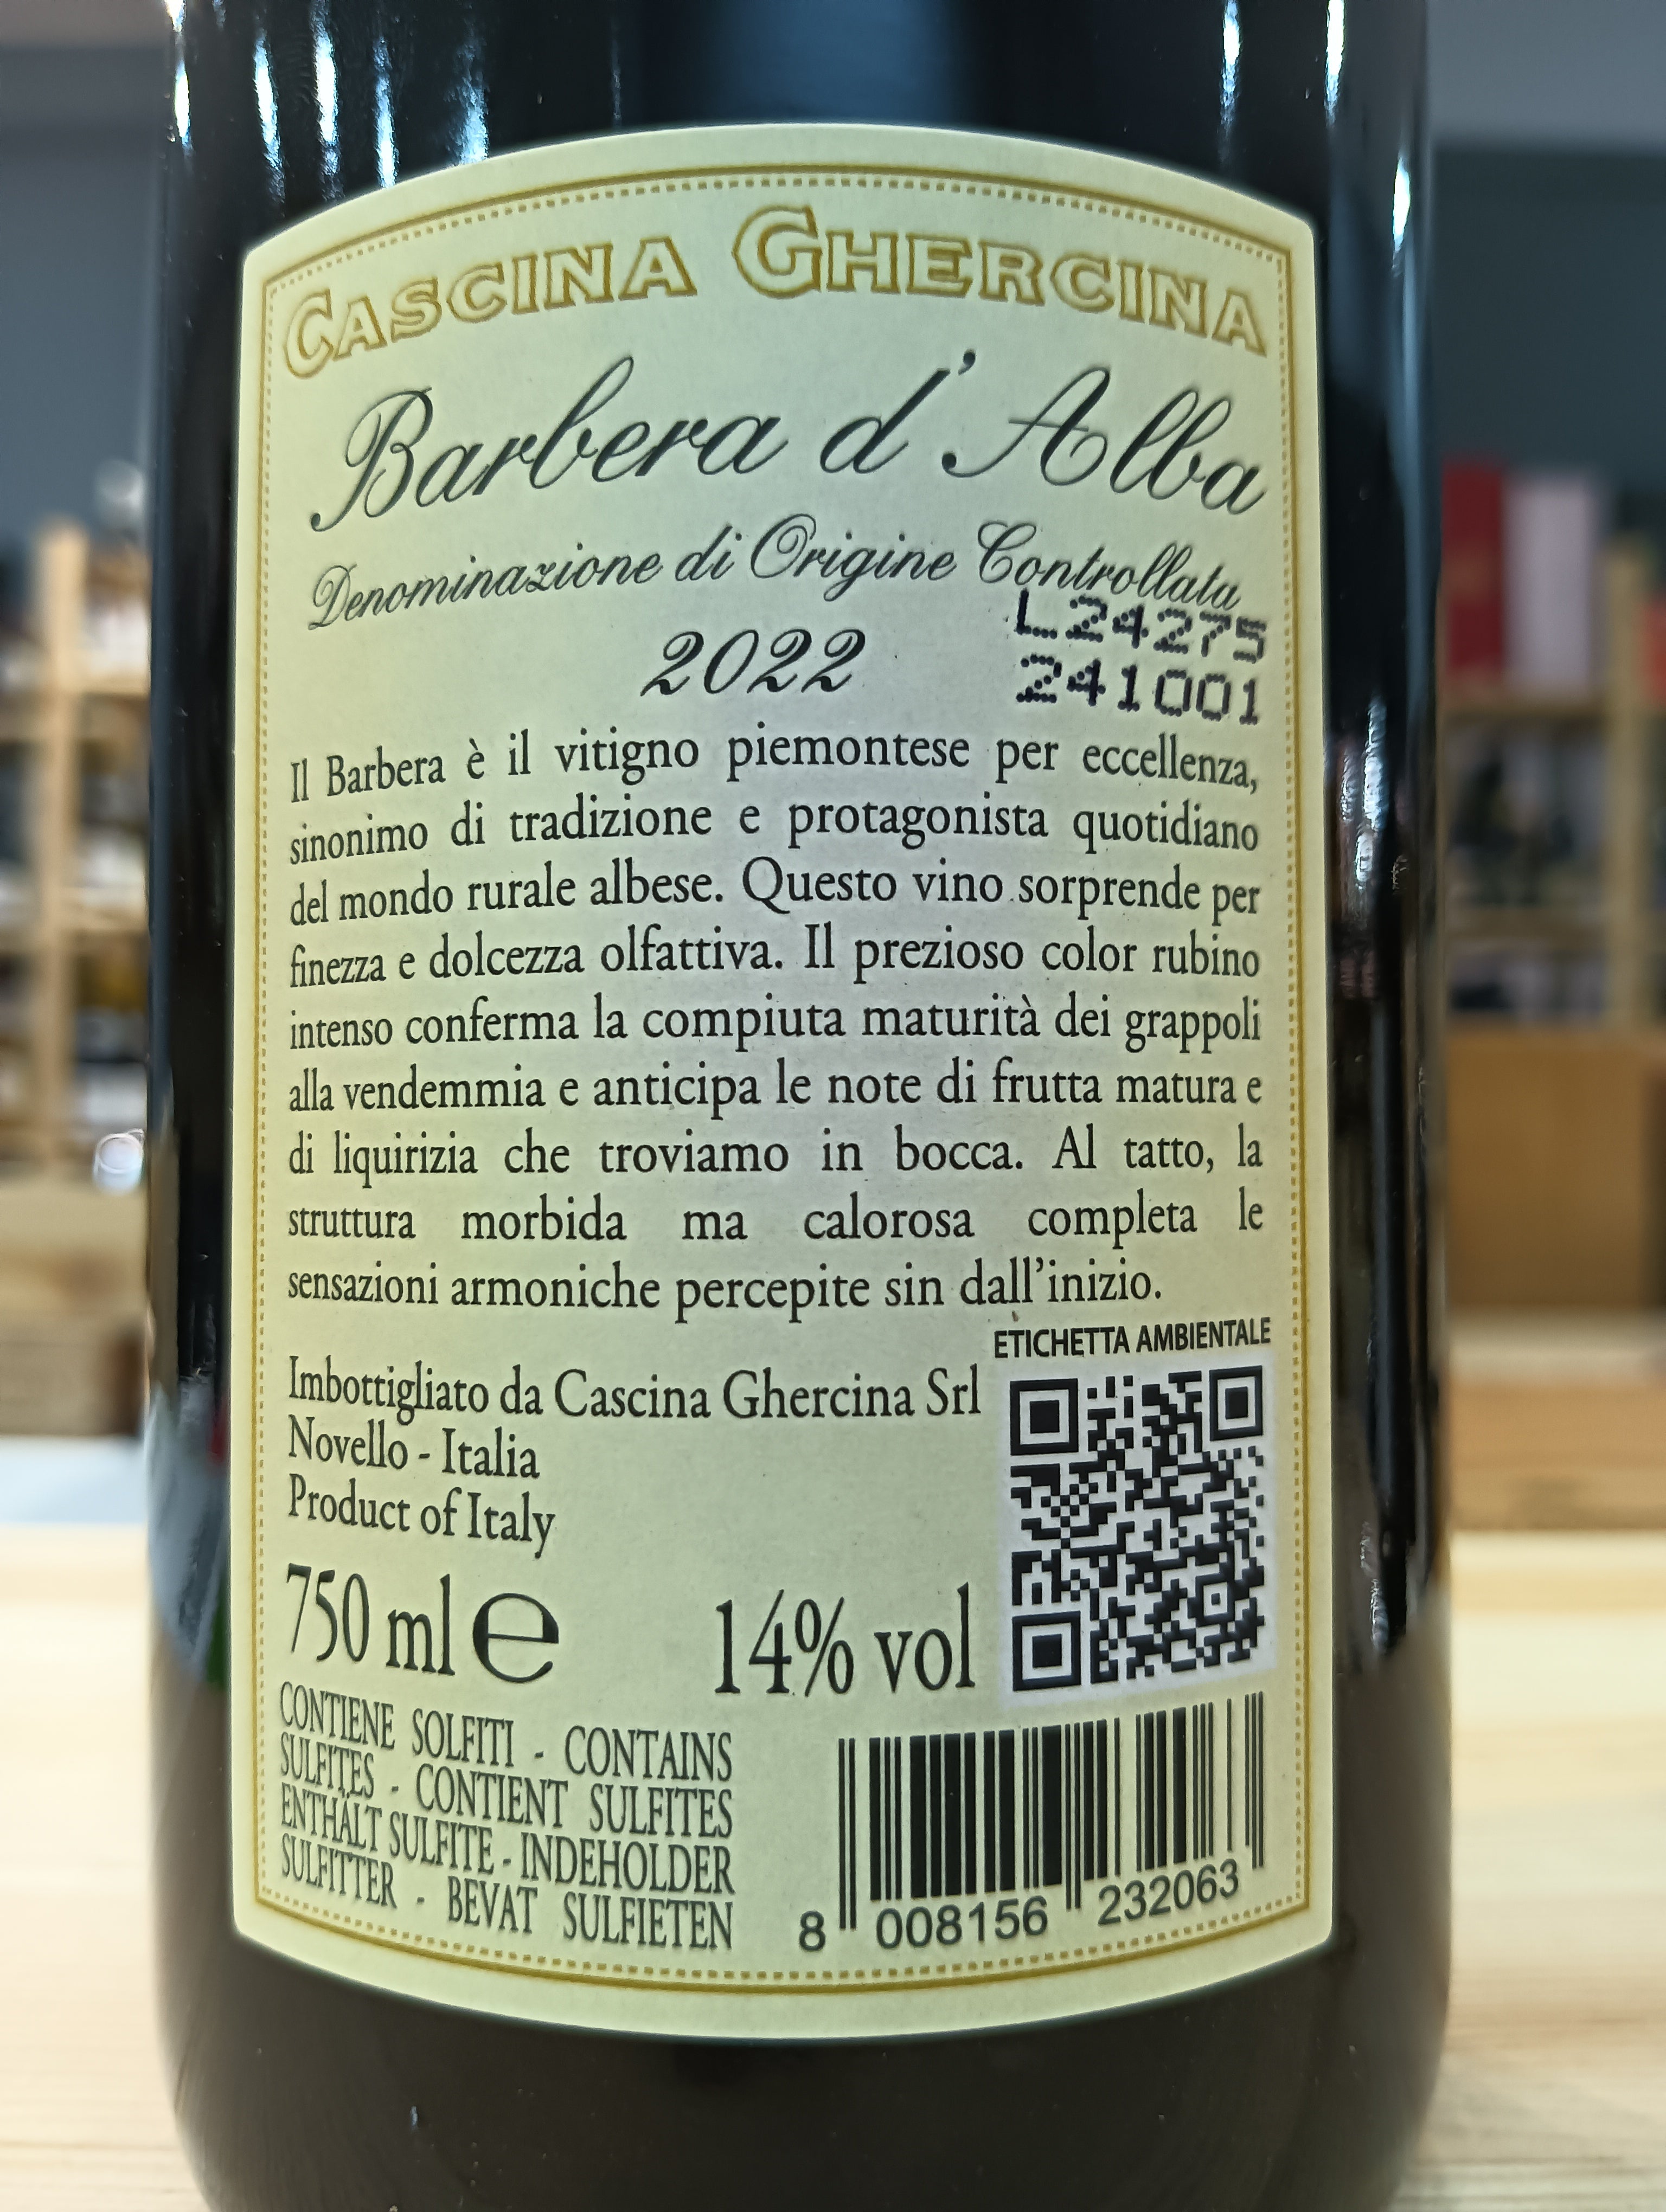 CASCINA GHERCINA
Barbera d'Alba
Denominazione di Origine Controllata
2022
L24275
241001
Il Barbera è il vitigno piemontese per eccellenza,
sinonimo di tradizione e protagonista quotidiano
del mondo rurale albese. Questo vino sorprende per
finezza e dolcezza olfattiva. Il prezioso color rubino
intenso conferma la compiuta maturità dei grappoli
alla vendemmia e anticipa le note di frutta matura e
di liquirizia che troviamo in bocca. Al tatto, la
struttura morbida ma calorosa completa le
sensazioni armoniche percepite sin dall'inizio.
ETICHETTA AMBIENTALE
Imbottigliato da Cascina Ghercina Srl
Novello - Italia
Product of Italy
750 ml e 14% vol
CONTIENE SOLFITI - CONTAINS
SULFITES - CONTIENT SULFITES
ENTHÄLT SULFITE - INDEHOLDER
SULFITTER - BEVAT SULFIETEN
8 008156 232063